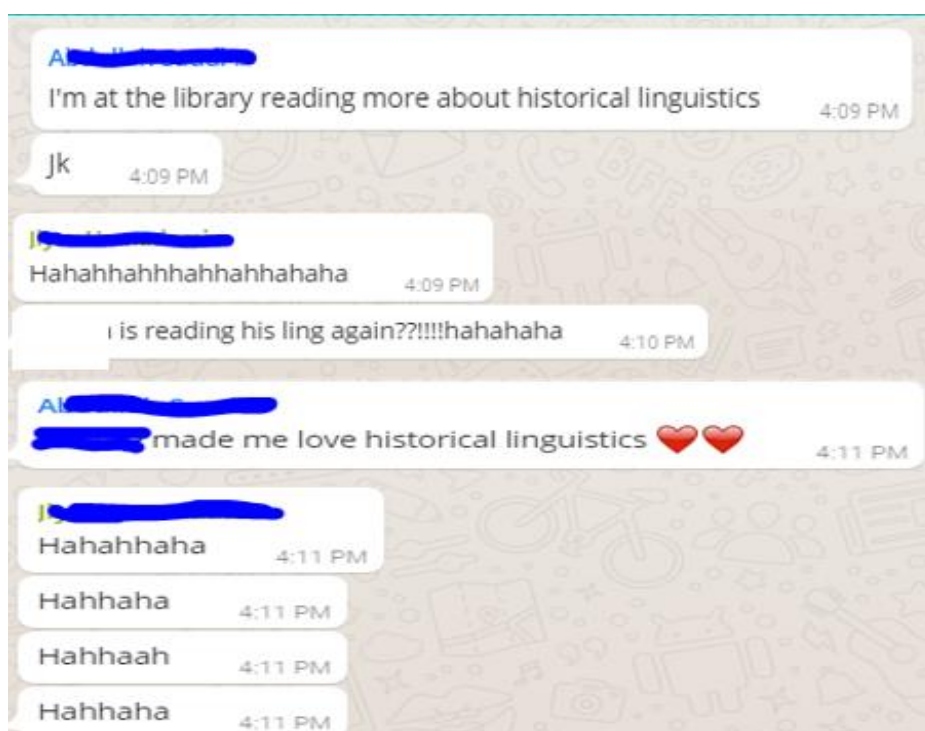 I'm at the library reading more about historical linguistics
4:09 PM
Jk
4:09 PM
Hahahhahhhahhahhahaha
4:09 PM
is reading his ling again??!!!!hahahaha
4:10 PM
made me love historical linguistics ❤❤
4:11 PM
Hahahhaha
4:11 PM
Hahhaha
4:11 PM
Hahhaah
4:11 PM
Hahhaha
4:11 PM